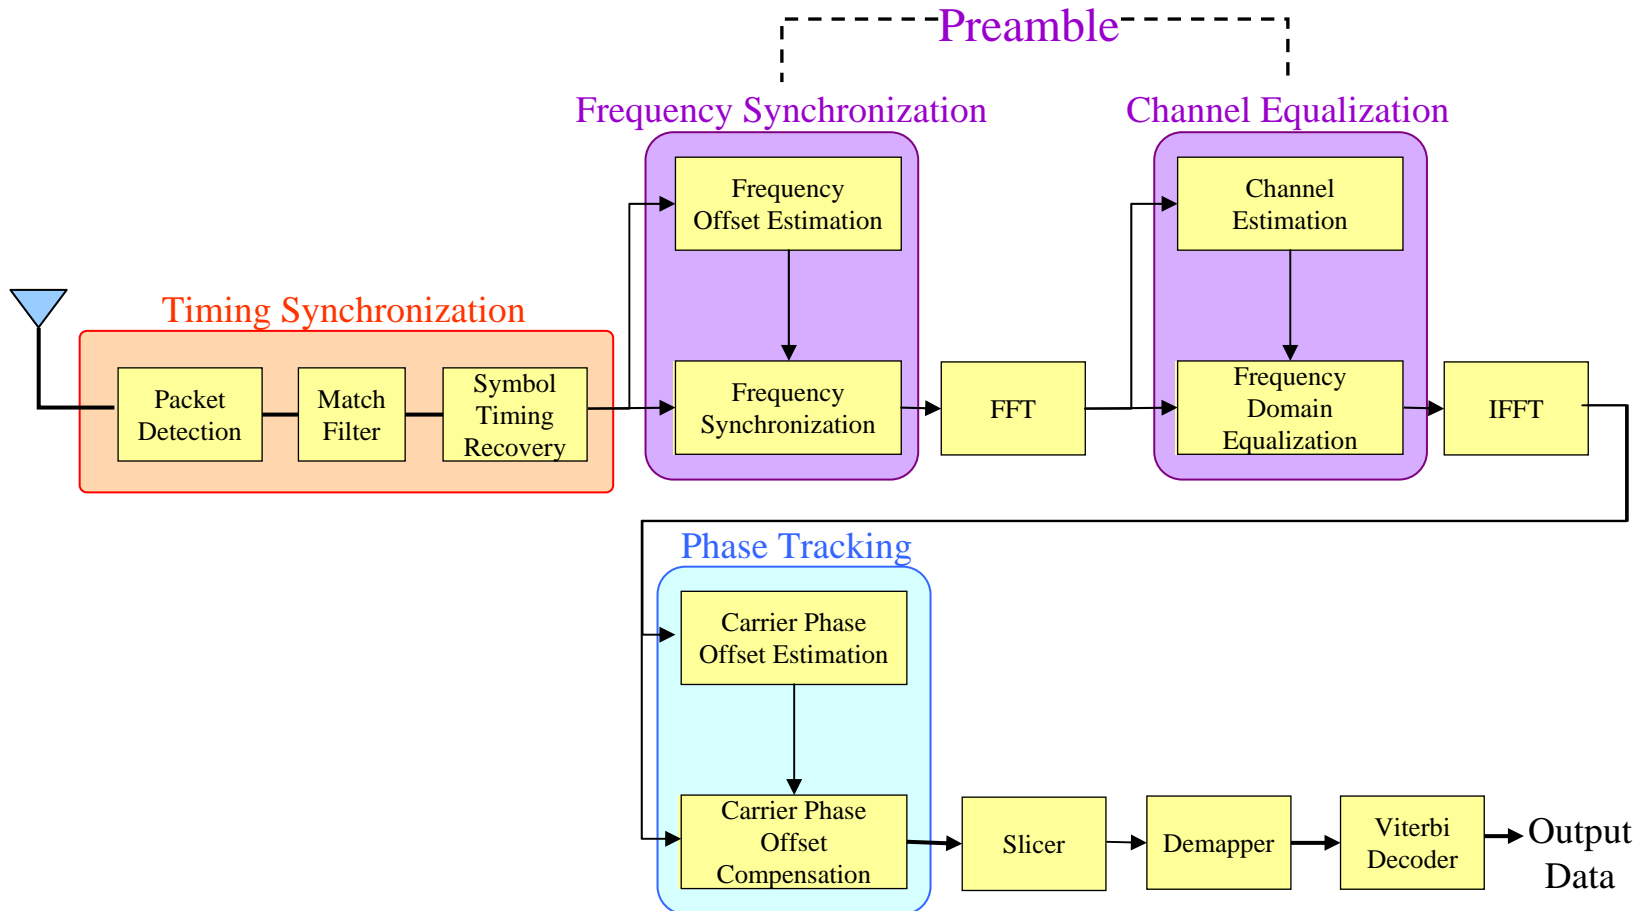 Preamble
Frequency Synchronization
Channel Equalization
Frequency
Offset Estimation
Channel
Estimation
Timing Synchronization
Packet
Detection
Match
Filter
Symbol
Timing
Recovery
Frequency
Synchronization
FFT
Frequency
Domain
Equalization
IFFT
Phase Tracking
Carrier Phase
Offset Estimation
Carrier Phase
Offset
Compensation
Slicer
Demapper
Viterbi
Decoder
Output
Data